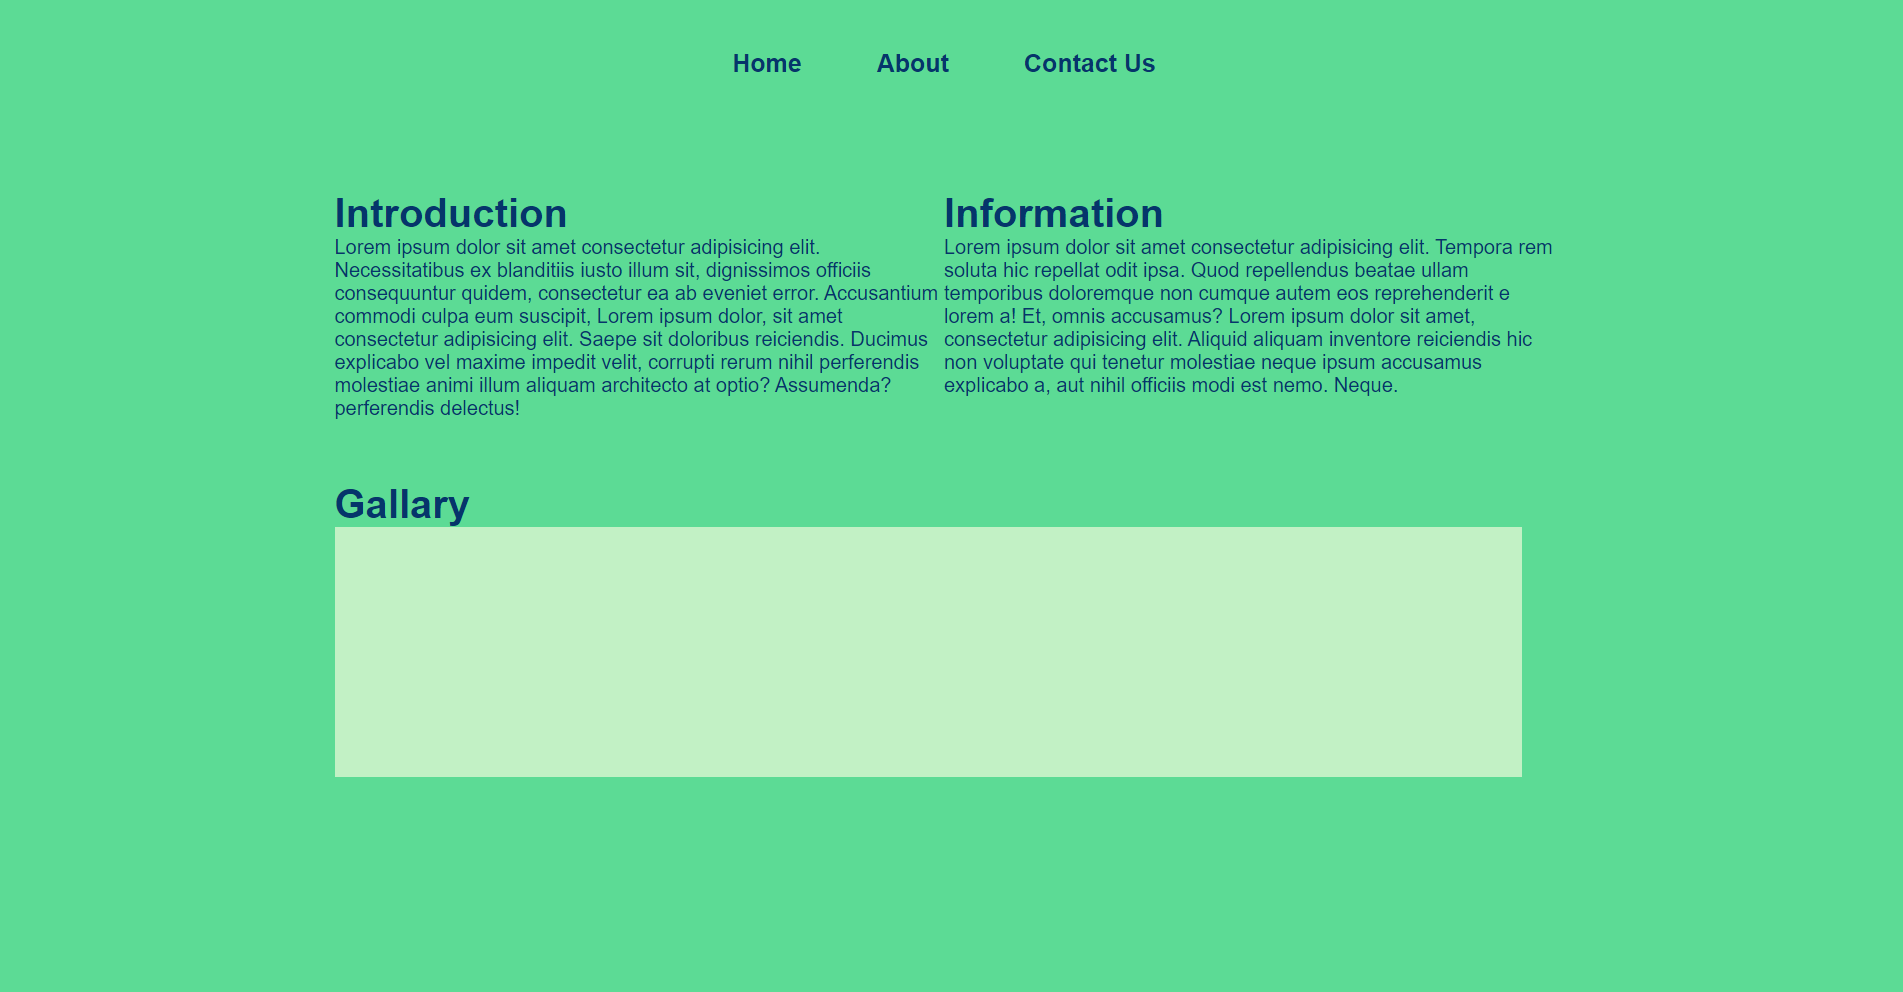 Home About Contact Us
Introduction
Lorem ipsum dolor sit amet consectetur adipisicing elit.
Necessitatibus ex blanditiis iusto illum sit, dignissimos officiis
consequuntur quidem, consectetur ea ab eveniet error. Accusantium
commodi culpa eum suscipit, Lorem ipsum dolor, sit amet
consectetur adipisicing elit. Saepe sit doloribus reiciendis. Ducimus
explicabo vel maxime impedit velit, corrupti rerum nihil perferendis
molestiae animi illum aliquam architecto at optio? Assumenda?
perferendis delectus!
Information
Lorem ipsum dolor sit amet consectetur adipisicing elit. Tempora rem
soluta hic repellat odit ipsa. Quod repellendus beatae ullam
temporibus doloremque non cumque autem eos reprehenderit e
lorem a! Et, omnis accusamus? Lorem ipsum dolor sit amet,
consectetur adipisicing elit. Aliquid aliquam inventore reiciendis hic
non voluptate qui tenetur molestiae neque ipsum accusamus
explicabo a, aut nihil officiis modi est nemo. Neque.
Gallary